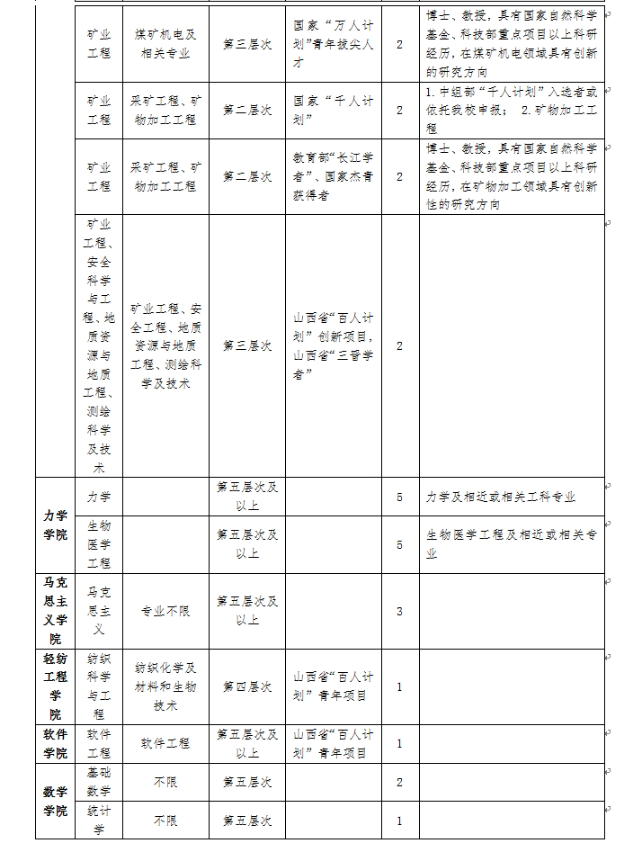 矿业
工程
煤矿机电及
相关专业
第三层次
国家“万人计
划”青年拔尖人
才
2
博士、教授，具有国家自然科学
基金、科技部重点项目以上科研
经历，在煤矿机电领域具有创新
的研究方向
矿业
工程
采矿工程、矿
物加工工程
第二层次
国家“千人计
划”
2
1.中组部“千人计划”入选者或
依托我校申报； 2.矿物加工工
程
矿业
工程
采矿工程、矿
物加工工程
第二层次
教育部“长江学
者”、国家杰青
获得者
2
博士、教授，具有国家自然科学
基金、科技部重点项目以上科研
经历，在矿物加工领域具有创新
性的研究方向
矿业
工程、
安全
科学
与工
程、地
质资
源与
地质
工程、
测绘
科学
及技
术
矿业工程、安
全工程、地质
资源与地质
工程、测绘科
学及技术
第三层次
山西省“百人计
划”创新项目，
山西省“三晋学
者”
2
力学
学院
力学
第五层次及
以上
5
力学及相近或相关工科专业
生物
医学
工程
第五层次及
以上
5
生物医学工程及相近或相关专
业
马克
思主
义学
院
马克
思主
义
专业不限
第五层次及
以上
3
轻纺
工程
学
院
纺织
科学
与工
程
纺织化学及
材料和生物
技术
第四层次
山西省“百人计
划”青年项目
1
软件
学院
软件
工程
软件工程
第五层次及
以上
山西省“百人计
划”青年项目
1
数学
学院
基础
数学
不限
第五层次
2
统计
学
不限
第五层次
1